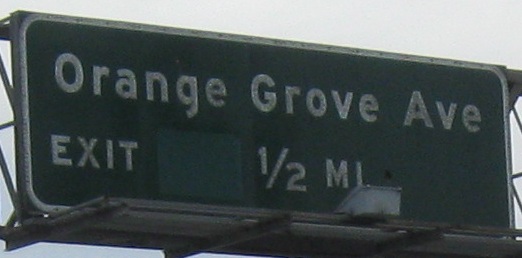 Orange Grove Ave
EXIT 1/2 MI